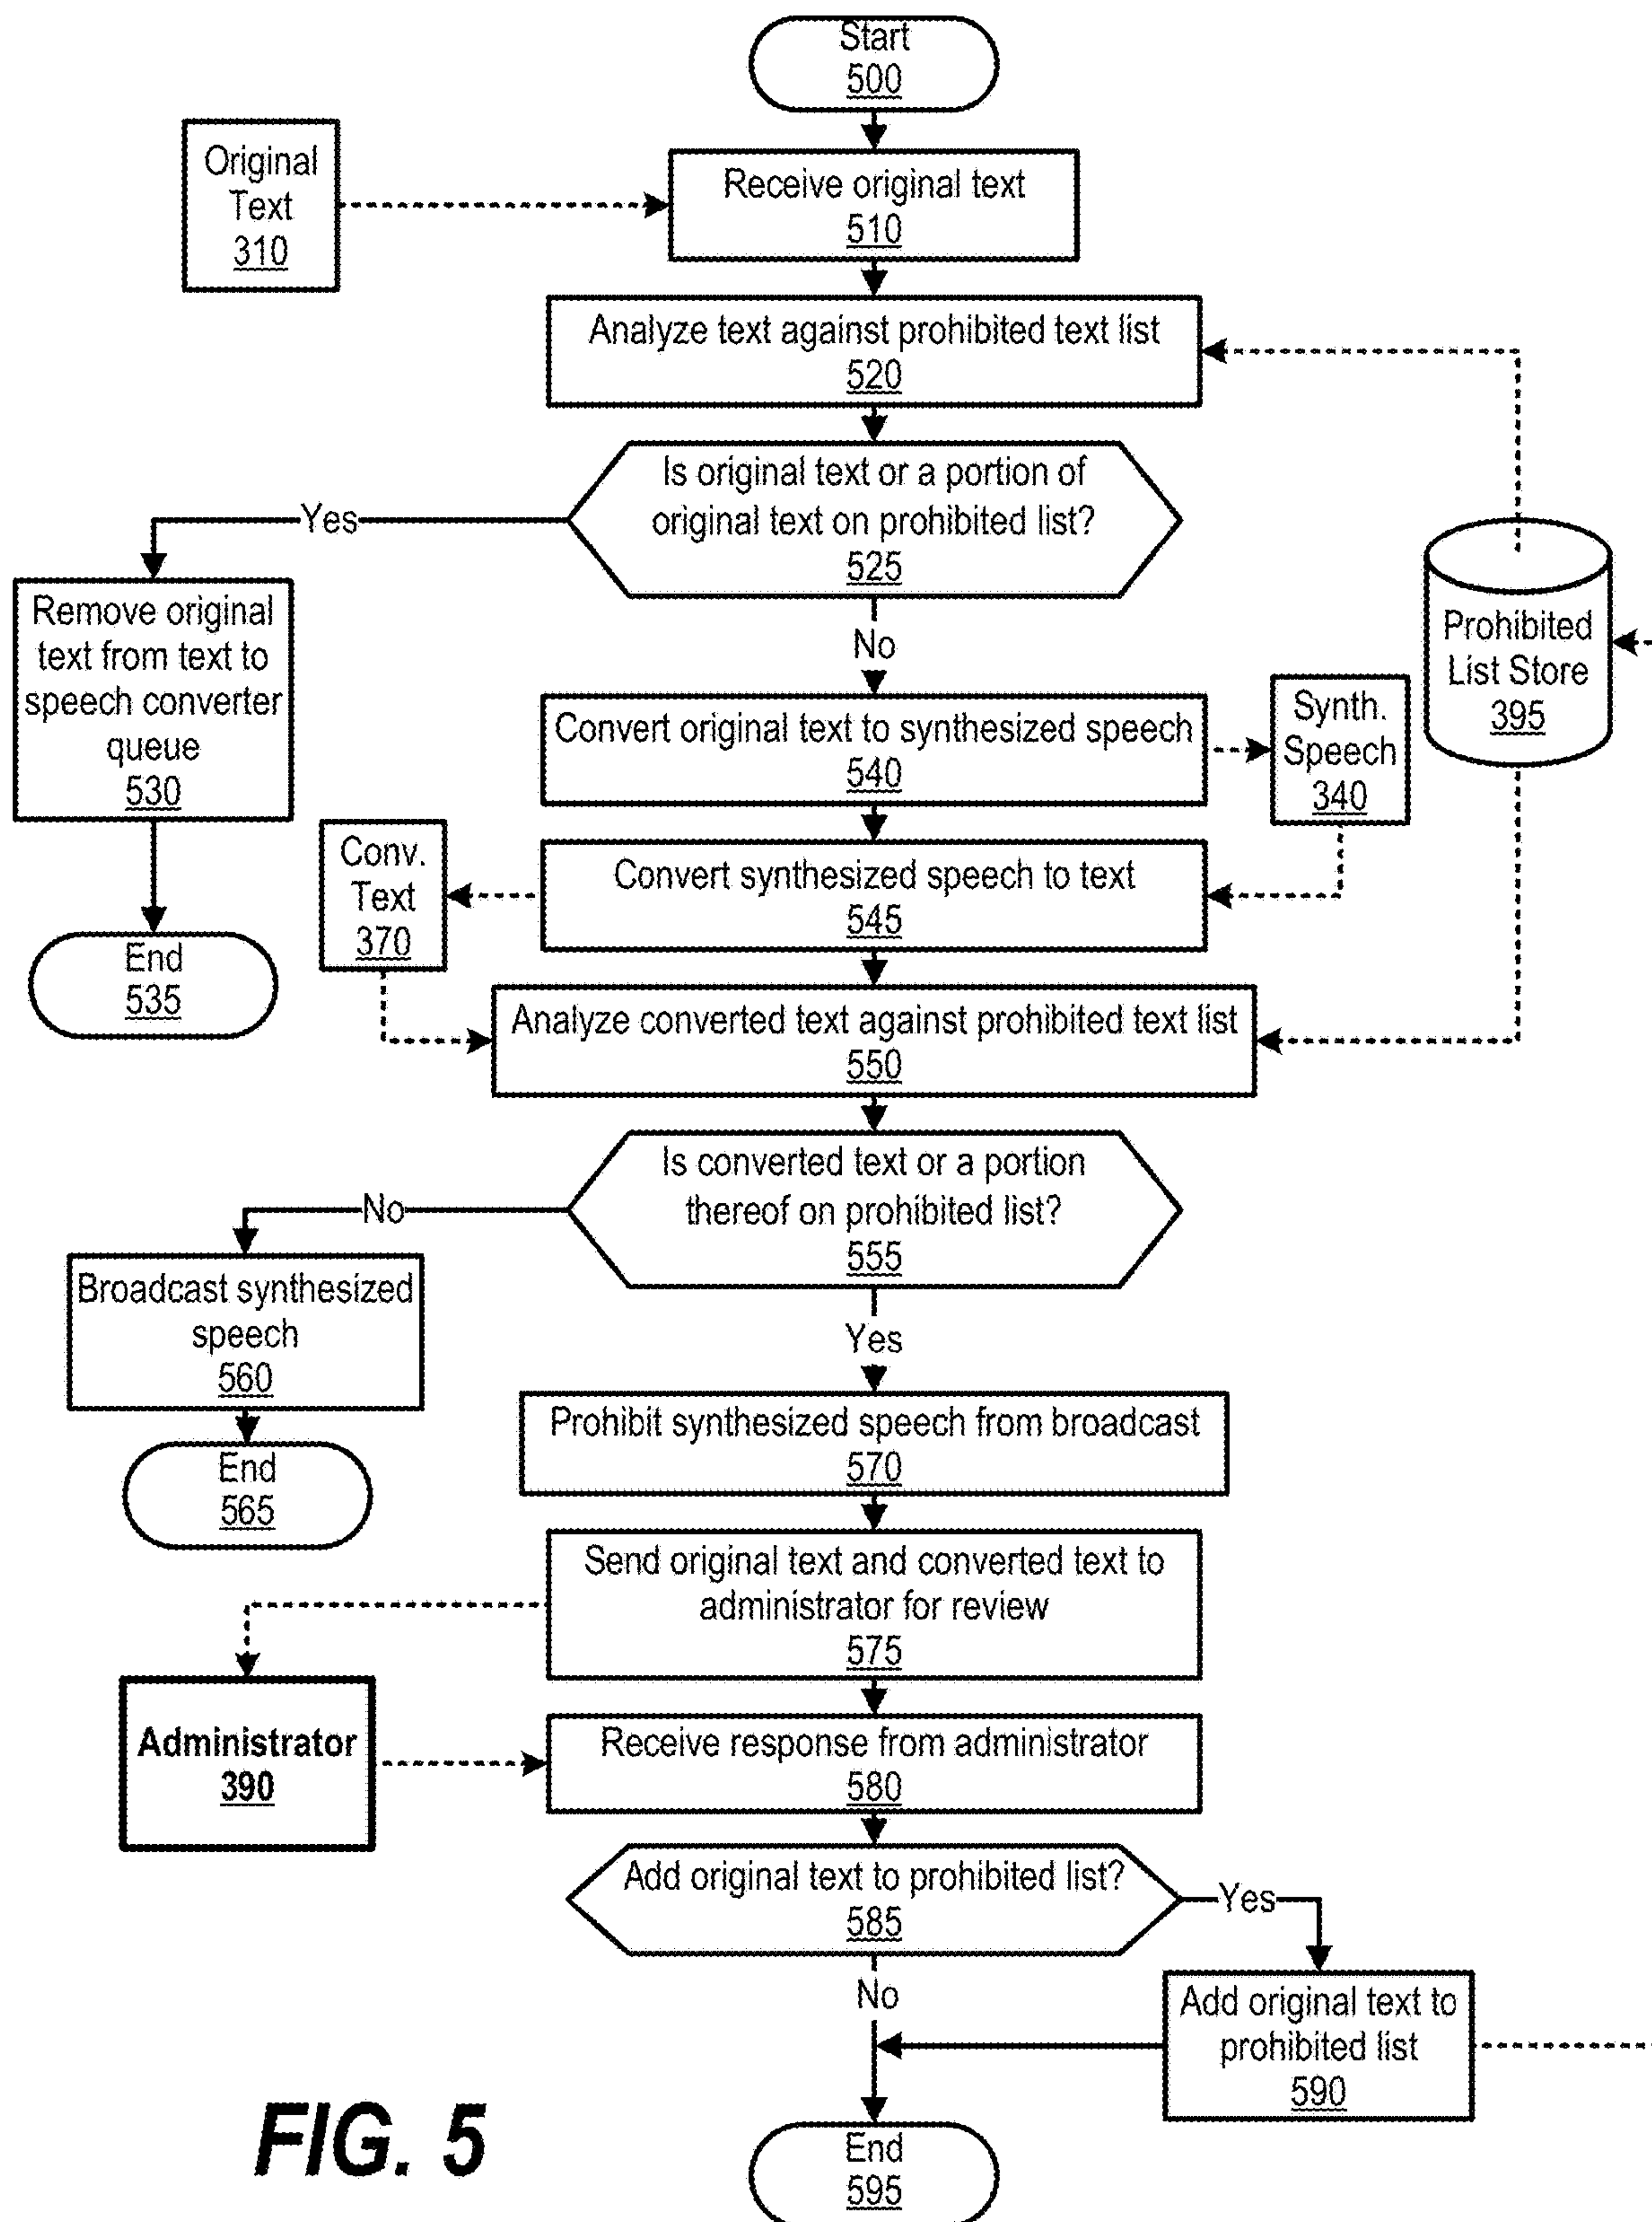 Start
500
Original
Text
310
Receive original text
510
Analyze text against prohibited text list
520
Is original text or a portion of
original text on prohibited list?
525
Yes
No
Remove original
text from text to
speech converter
queue
530
End
535
Prohibited
List Store
395
Convert original text to synthesized speech
540
Synth.
Speech
340
Conv.
Text
370
Convert synthesized speech to text
545
Analyze converted text against prohibited text list
550
Is converted text or a portion
thereof on prohibited list?
555
No
Yes
Broadcast synthesized
speech
560
End
565
Prohibit synthesized speech from broadcast
570
Send original text and converted text to
administrator for review
575
Administrator
390
Receive response from administrator
580
Add original text to prohibited list?
585
Yes
No
Add original text to
prohibited list
590
End
595
FIG. 5